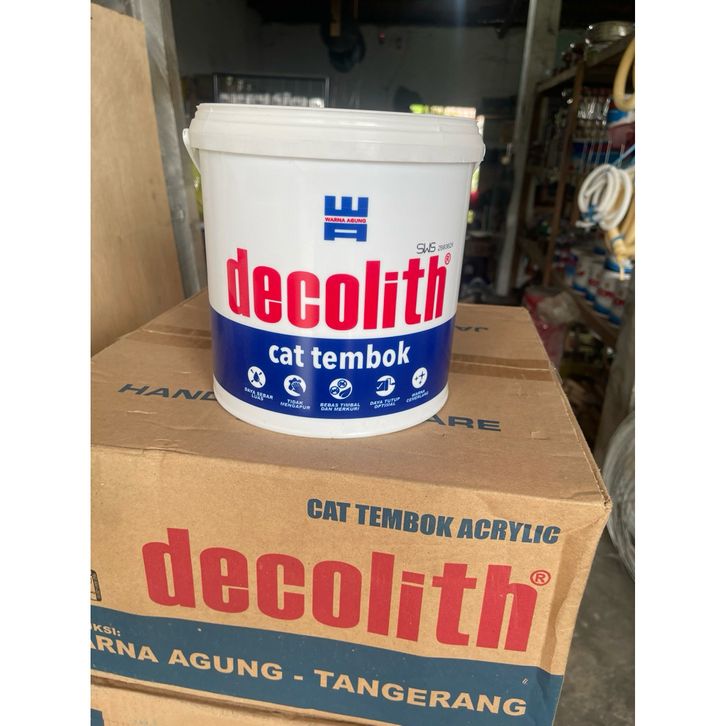 WARNA AGUNG
SWS
decolith®
cat tembok
DAYA SEBAR
LUAS
TIDAK
MENGAPUR
BEBAS TIMBAL
DAN MERKURI
DAYA TUTUP
OPTIMAL
WARNA
CEMERLANG
HAND
ARE
CAT TEMBOK ACRYLIC
decolith®
KSI:
ARNA AGUNG - TANGERANG